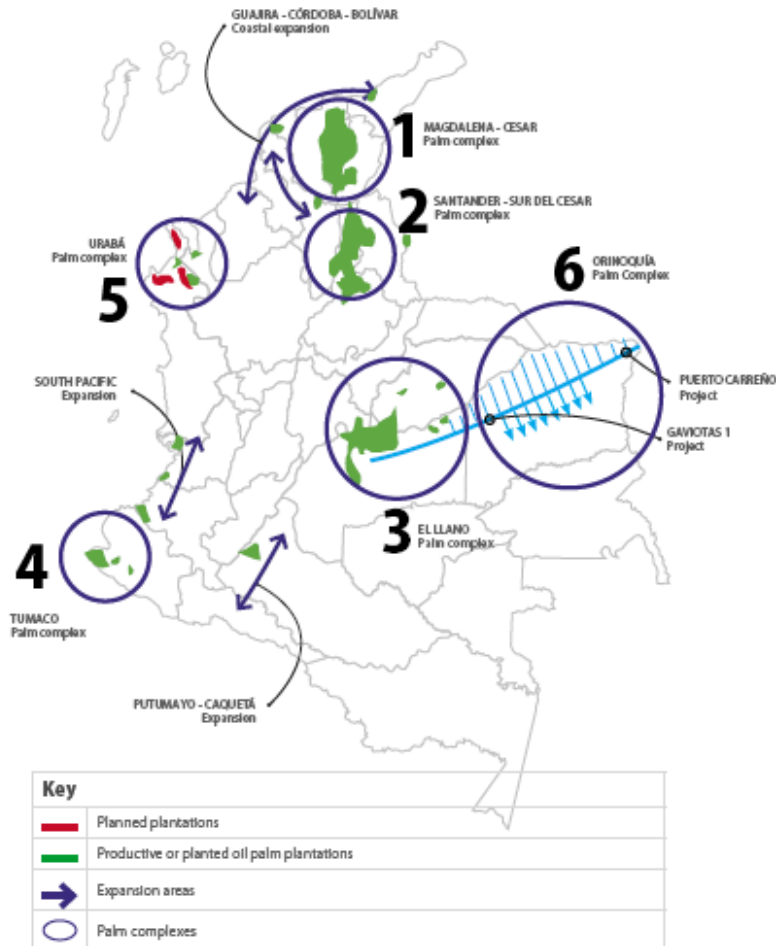 GUAJIRA - CÓRDOBA - BOLÍVAR
Coastal expansion
1
MAGDALENA - CESAR
Palm complex
2
SANTANDER - SUR DEL CESAR
Palm complex
URABÁ
Palm complex
5
6
ORINOQUÍA
Palm Complex
SOUTH PACIFIC
Expansion
PUERTO CARREÑO
Project
GAVIOTAS 1
Project
3
EL LLANO
Palm complex
4
TUMACO
Palm complex
PUTUMAYO - CAQUETÁ
Expansion
Key
Planned plantations
Productive or planted oil palm plantations
Expansion areas
Palm complexes